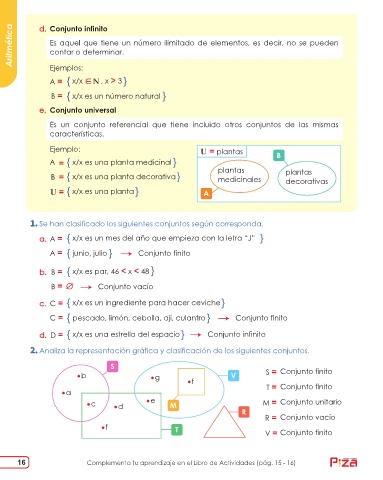 Aritmética
d. Conjunto infinito
Es aquel que tiene un número ilimitado de elementos, es decir, no se pueden
contar o determinar.
Ejemplos:
A = { x/x ∈ ℕ , x > 3 }
B = { x/x es un número natural }
e. Conjunto universal
Es un conjunto referencial que tiene incluido otros conjuntos de las mismas
características.
Ejemplo:
A = { x/x es una planta medicinal }
B = { x/x es una planta decorativa }
U = { x/x es una planta }
U = plantas
B
plantas
medicinales
plantas
decorativas
A
1. Se han clasificado los siguientes conjuntos según corresponda.
a. A = { x/x es un mes del año que empieza con la letra “J” }
A = { junio, julio } → Conjunto finito
b. B = { x/x es par, 46 < x < 48 }
B = ∅ → Conjunto vacío
c. C = { x/x es un ingrediente para hacer ceviche }
C = { pescado, limón, cebolla, ají, culantro } → Conjunto finito
d. D = { x/x es una estrella del espacio } → Conjunto infinito
2. Analiza la representación gráfica y clasificación de los siguientes conjuntos.
S
b
g
f
V
a
c
d
e
M
R
f
T
S = Conjunto finito
T = Conjunto finito
M = Conjunto unitario
R = Conjunto vacío
V = Conjunto finito
16
Complementa tu aprendizaje en el Libro de Actividades (pág. 15 - 16)
Piza